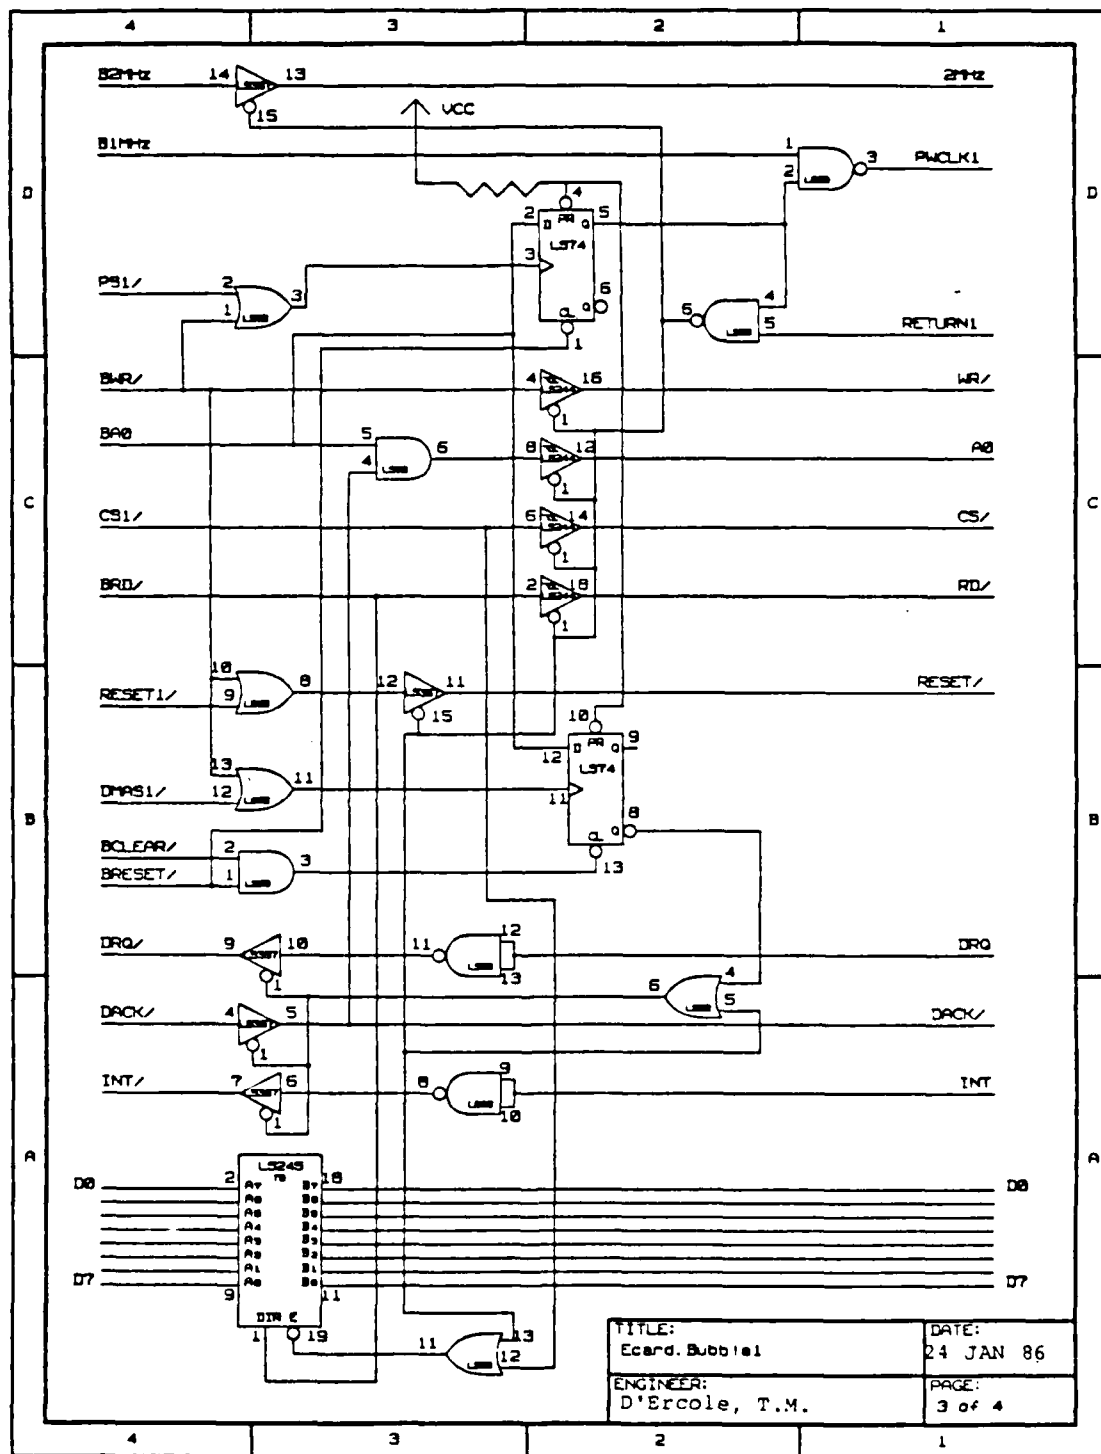 4 3 2 1
B2MHz 14 13 2MHz
15
VCC
B1MHz 1 3 PWCLK1
2
D D
4
2 D PR Q 5
LS74
3
PS1/ 2 3 Q 6
1 CL
1
6 4
5 RETURN1
BWR/ 4 16 WR/
1
BA0 5 6 8 12 A0
4 1
C C
CS1/ 6 14 CS/
1
BRD/ 2 18 RD/
1
10 8 12 11 RESET/
RESET1/ 9
15
10
12 D PR Q 9
LS74
13 11 11
DMAS1/ 12
B B
CL Q 8
13
BCLEAR/ 2 3
BRESET/ 1
DRQ/ 9 10 11 12 DRQ
1 13
6 4
5
DACK/ 4 5 DACK/
1
INT/ 7 6 8 9 INT
1 10
A A
LS245
D0 2 A7 B7 18 D0
D7 9 A0 B0 11 D7
DIR E
1 19
11 13
12
TITLE:
Ecard.Bubble1
DATE:
24 JAN 86
ENGINEER:
D'Ercole, T.M.
PAGE:
3 of 4
4 3 2 1